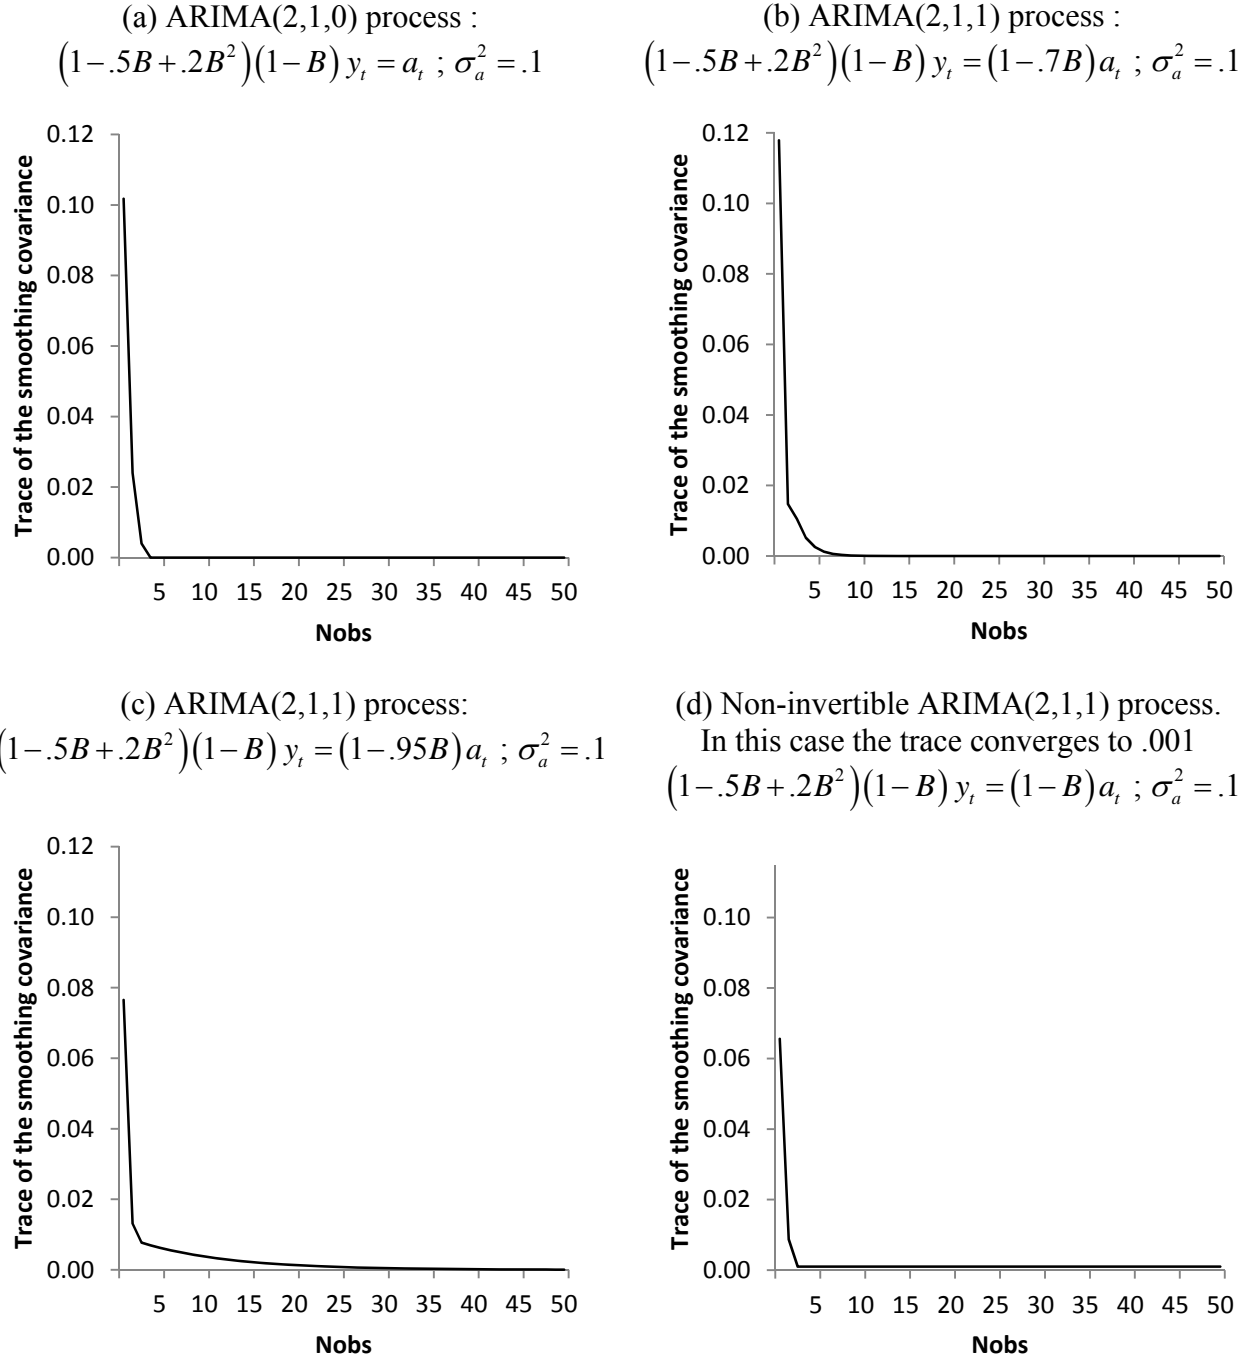 (a) ARIMA(2,1,0) process :
(1−.5B+.2B²)(1−B) yₜ = aₜ ; σₐ² =.1
0.12
0.10
0.08
0.06
0.04
0.02
0.00
Trace of the smoothing covariance
5 10 15 20 25 30 35 40 45 50
Nobs
(b) ARIMA(2,1,1) process :
(1−.5B+.2B²)(1−B) yₜ = (1−.7B)aₜ ; σₐ² =.1
0.12
0.10
0.08
0.06
0.04
0.02
0.00
Trace of the smoothing covariance
5 10 15 20 25 30 35 40 45 50
Nobs
(c) ARIMA(2,1,1) process:
(1−.5B+.2B²)(1−B) yₜ = (1−.95B)aₜ ; σₐ² =.1
0.12
0.10
0.08
0.06
0.04
0.02
0.00
Trace of the smoothing covariance
5 10 15 20 25 30 35 40 45 50
Nobs
(d) Non-invertible ARIMA(2,1,1) process.
In this case the trace converges to .001
(1−.5B+.2B²)(1−B) yₜ = (1−B)aₜ ; σₐ² =.1
0.10
0.08
0.06
0.04
0.02
0.00
Trace of the smoothing covariance
5 10 15 20 25 30 35 40 45 50
Nobs